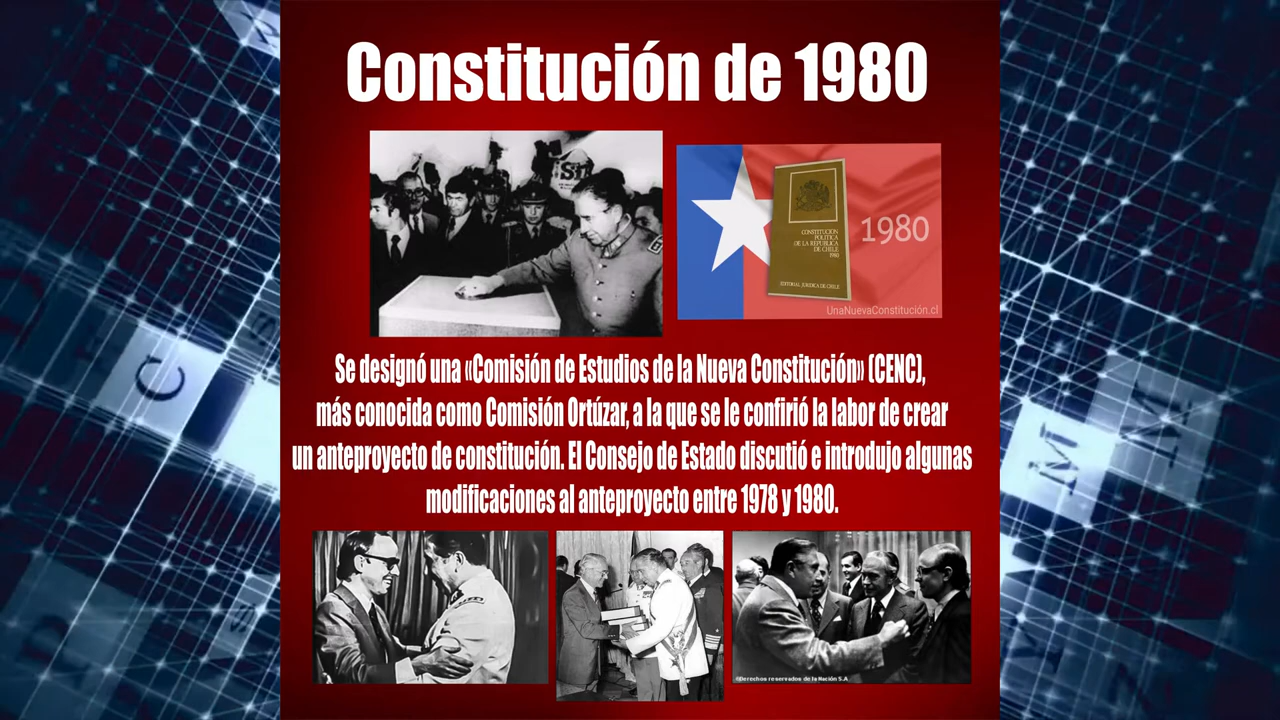 Constitución de 1980
CONSTITUCIÓN
POLÍTICA
DE LA REPÚBLICA
DE CHILE
1980
EDITORIAL JURÍDICA DE CHILE
1980
UnaNuevaConstitución.cl
Se designó una «Comisión de Estudios de la Nueva Constitución» (CENC),
más conocida como Comisión Ortúzar, a la que se le confirió la labor de crear
un anteproyecto de constitución. El Consejo de Estado discutió e introdujo algunas
modificaciones al anteproyecto entre 1978 y 1980.
©Derechos reservados de la Nación S.A
C
M
M